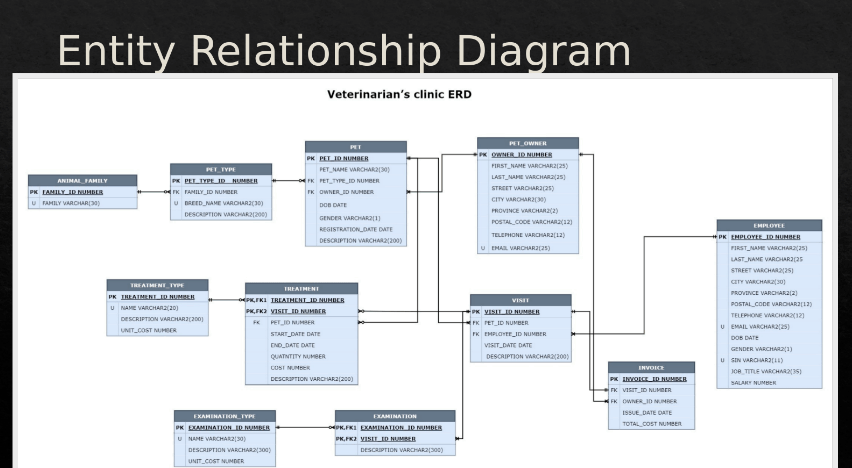 Entity Relationship Diagram
Veterinarian's clinic ERD
ANIMAL_FAMILY
PK FAMILY_ID NUMBER
U FAMILY VARCHAR(30)
PET_TYPE
PK PET_TYPE_ID NUMBER
FK FAMILY_ID NUMBER
U BREED_NAME VARCHAR2(30)
DESCRIPTION VARCHAR2(200)
PET
PK PET_ID NUMBER
PET_NAME VARCHAR2(30)
FK PET_TYPE_ID NUMBER
FK OWNER_ID NUMBER
DOB DATE
GENDER VARCHAR2(1)
REGISTRATION_DATE DATE
DESCRIPTION VARCHAR2(200)
PET_OWNER
PK OWNER_ID NUMBER
FIRST_NAME VARCHAR2(25)
LAST_NAME VARCHAR2(25)
STREET VARCHAR2(25)
CITY VARCHAR2(30)
PROVINCE VARCHAR2(2)
POSTAL_CODE VARCHAR2(12)
TELEPHONE VARCHAR2(12)
U EMAIL VARCHAR2(25)
EMPLOYEE
PK EMPLOYEE_ID NUMBER
FIRST_NAME VARCHAR2(25)
LAST_NAME VARCHAR2(25
STREET VARCHAR2(25)
CITY VARCHAR2(30)
PROVINCE VARCHAR2(2)
POSTAL_CODE VARCHAR2(12)
TELEPHONE VARCHAR2(12)
U EMAIL VARCHAR2(25)
DOB DATE
GENDER VARCHAR2(1)
U SIN VARCHAR2(11)
JOB_TITLE VARCHAR2(35)
SALARY NUMBER
TREATMENT_TYPE
PK TREATMENT_ID NUMBER
U NAME VARCHAR2(20)
DESCRIPTION VARCHAR2(200)
UNIT_COST NUMBER
TREATMENT
PK,FK1 TREATMENT_ID NUMBER
PK,FK2 VISIT_ID NUMBER
FK PET_ID NUMBER
START_DATE DATE
END_DATE DATE
QUATNTITY NUMBER
COST NUMBER
DESCRIPTION VARCHAR2(200)
VISIT
PK VISIT_ID NUMBER
FK PET_ID NUMBER
FK EMPLOYEE_ID NUMBER
VISIT_DATE DATE
DESCRIPTION VARCHAR2(200)
INVOICE
PK INVOICE_ID NUMBER
FK VISIT_ID NUMBER
FK OWNER_ID NUMBER
ISSUE_DATE DATE
TOTAL_COST NUMBER
EXAMINATION_TYPE
PK EXAMINATION_ID NUMBER
U NAME VARCHAR2(30)
DESCRIPTION VARCHAR2(300)
UNIT_COST NUMBER
EXAMINATION
PK,FK1 EXAMINATION_ID NUMBER
PK,FK2 VISIT_ID NUMBER
DESCRIPTION VARCHAR2(300)